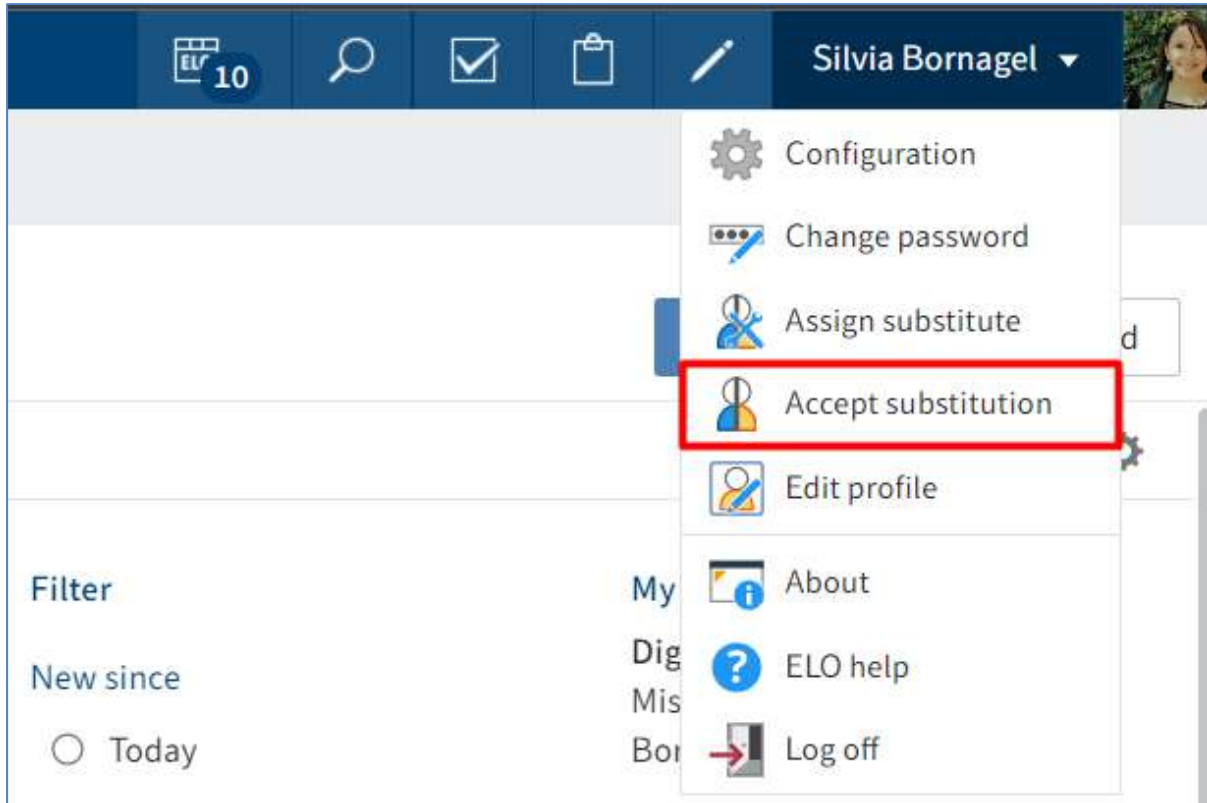 10
Silvia Bornagel
Configuration
Change password
Assign substitute
d
Accept substitution
Edit profile
Filter
My
About
Dig
New since
ELO help
Mis
Today
Bor
Log off